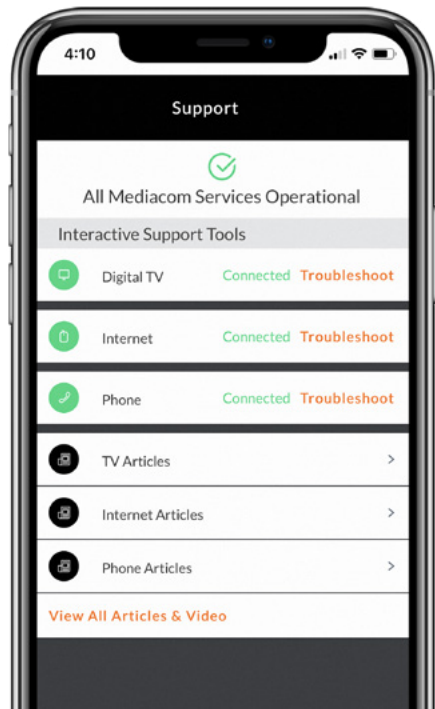 4:10
Support
All Mediacom Services Operational
Interactive Support Tools
Digital TV Connected Troubleshoot
Internet Connected Troubleshoot
Phone Connected Troubleshoot
TV Articles
Internet Articles
Phone Articles
View All Articles & Video